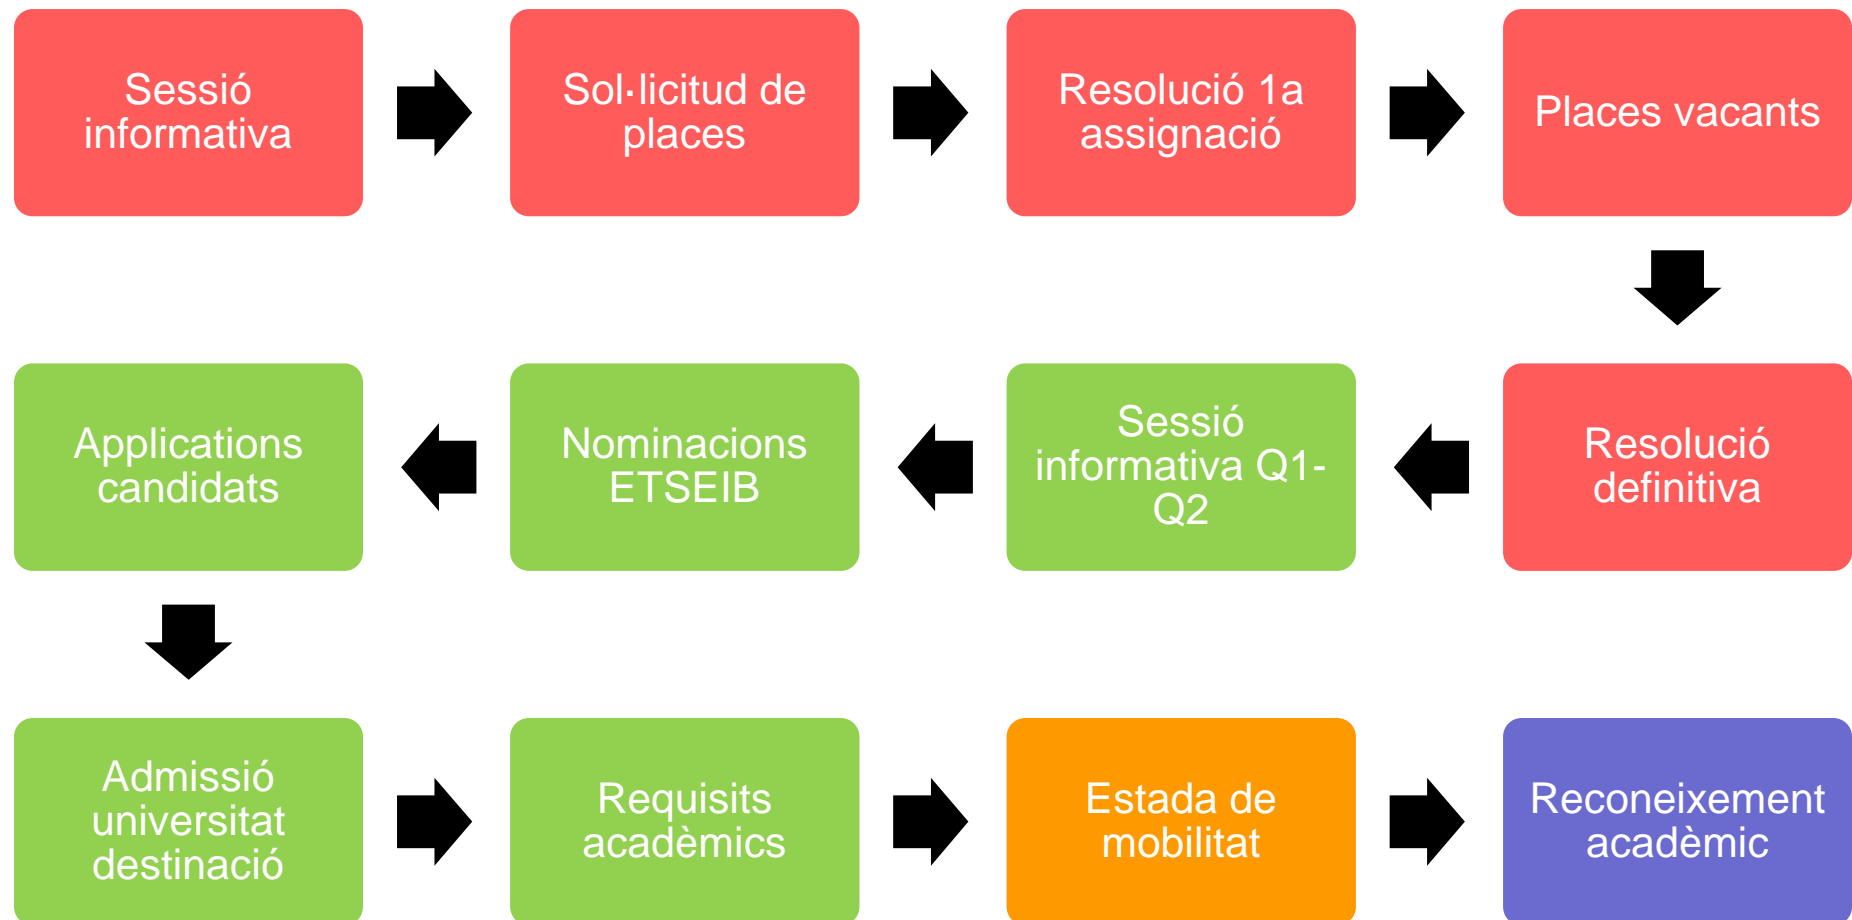 Sessió
informativa
Sol·licitud de
places
Resolució 1a
assignació
Places vacants
Resolució
definitiva
Sessió
informativa Q1-
Q2
Nominacions
ETSEIB
Applications
candidats
Admissió
universitat
destinació
Requisits
acadèmics
Estada de
mobilitat
Reconeixement
acadèmic